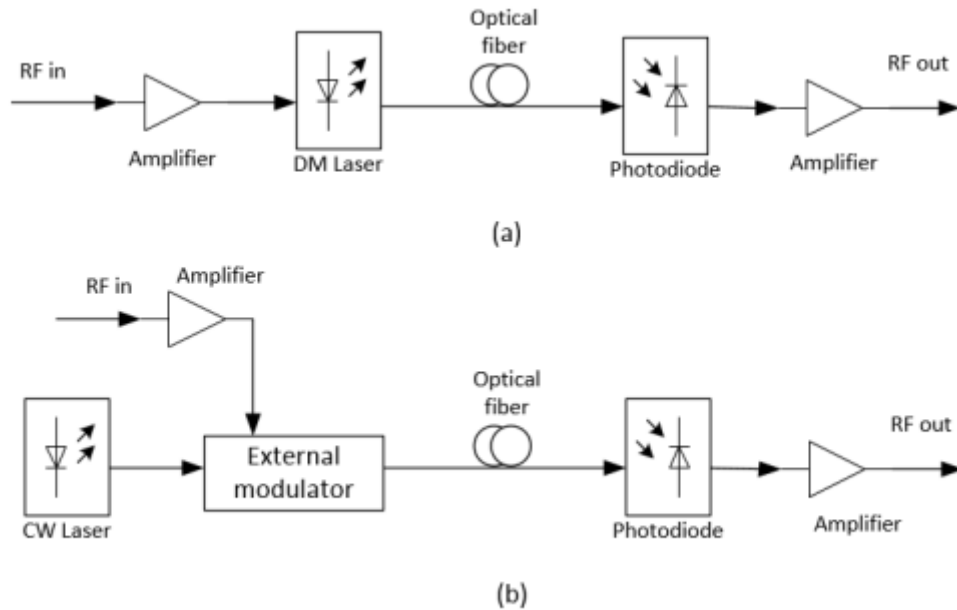 Optical
fiber
RF in
RF out
Amplifier
DM Laser
Photodiode
Amplifier
(a)
Amplifier
RF in
Optical
fiber
RF out
External
modulator
CW Laser
Photodiode
Amplifier
(b)